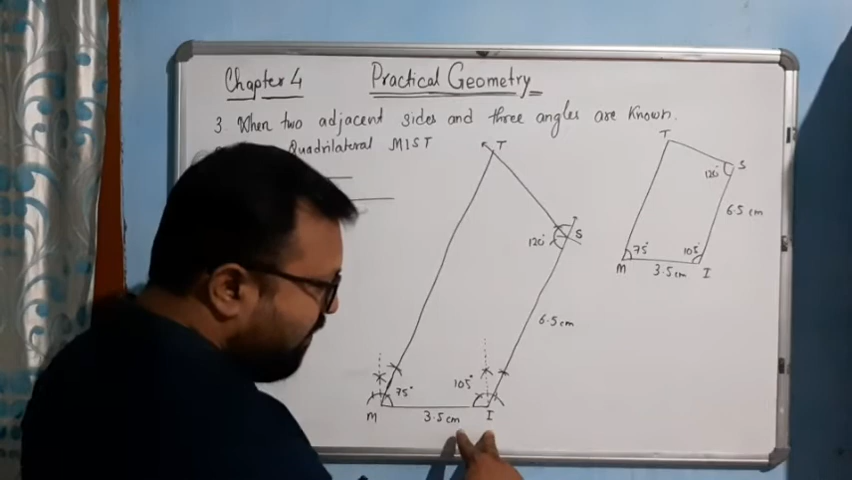 Chapter 4 Practical Geometry
3. When two adjacent sides and three angles are known.
Quadrilateral MIST
T
S
120°
6.5 cm
75°
105°
M
3.5 cm
I
T
S
120°
6.5 cm
75°
105°
M
3.5 cm
I